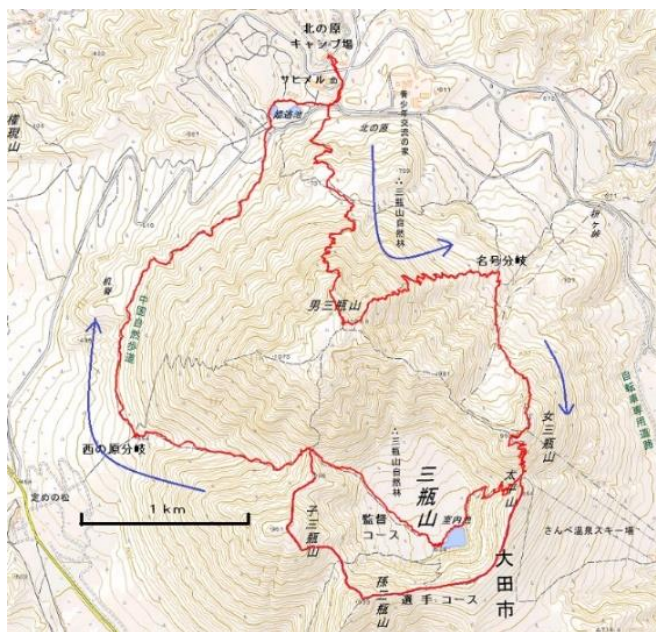 北の原
キャンプ場
サヒメル
姫逃池
青少年交流の家
北の原
三瓶山自然林
名号分岐
男三瓶山
中国自然歩道
女三瓶山
自転車専用道路
西の原分岐
定めの松
1 km
三瓶山自然林
三瓶山
太平山
室内池
監督
コース
子三瓶山
孫三瓶山
選手コース
大田市
さんべ温泉スキー場